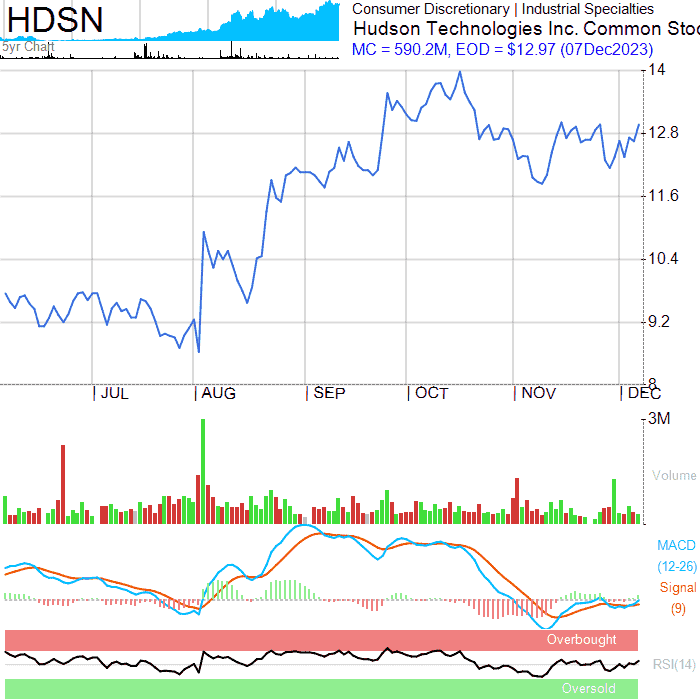 HDSN
5yr Chart
Consumer Discretionary | Industrial Specialties
Hudson Technologies Inc. Common Stoc
MC = 590.2M, EOD = $12.97 (07Dec2023)
14
12.8
11.6
10.4
9.2
8
JUL
AUG
SEP
OCT
NOV
DEC
3M
Volume
MACD
(12-26)
Signal
(9)
Overbought
RSI(14)
Oversold